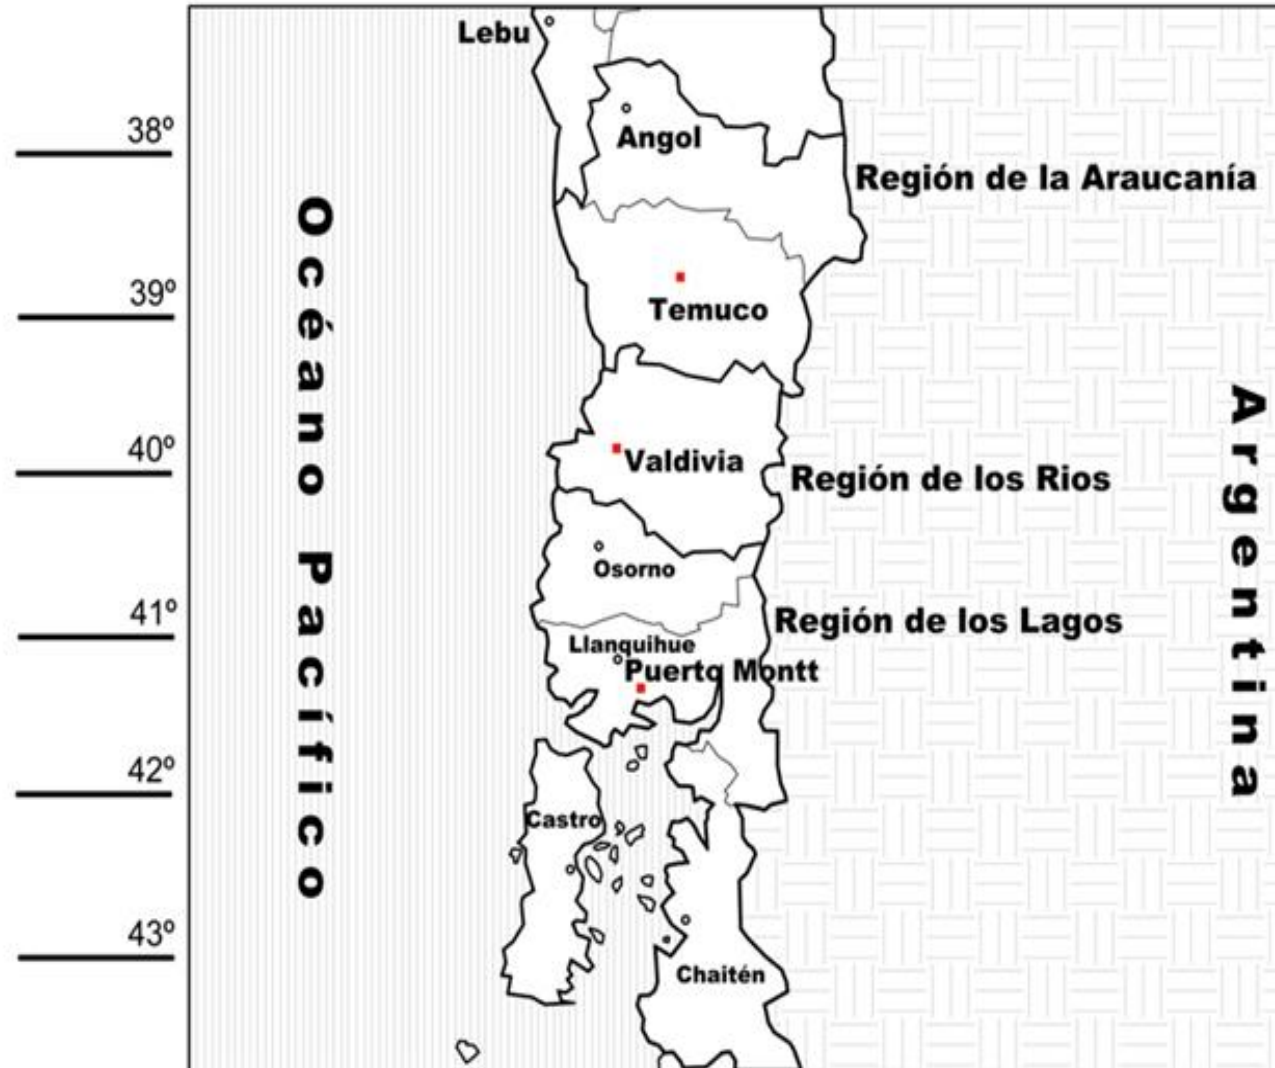 Lebu
38º
Angol
Región de la Araucanía
39º
Temuco
Océano Pacífico
Argentina
40º
Valdivia
Región de los Rios
Osorno
41º
Región de los Lagos
Llanquihue
Puerto Montt
42º
Castro
43º
Chaitén